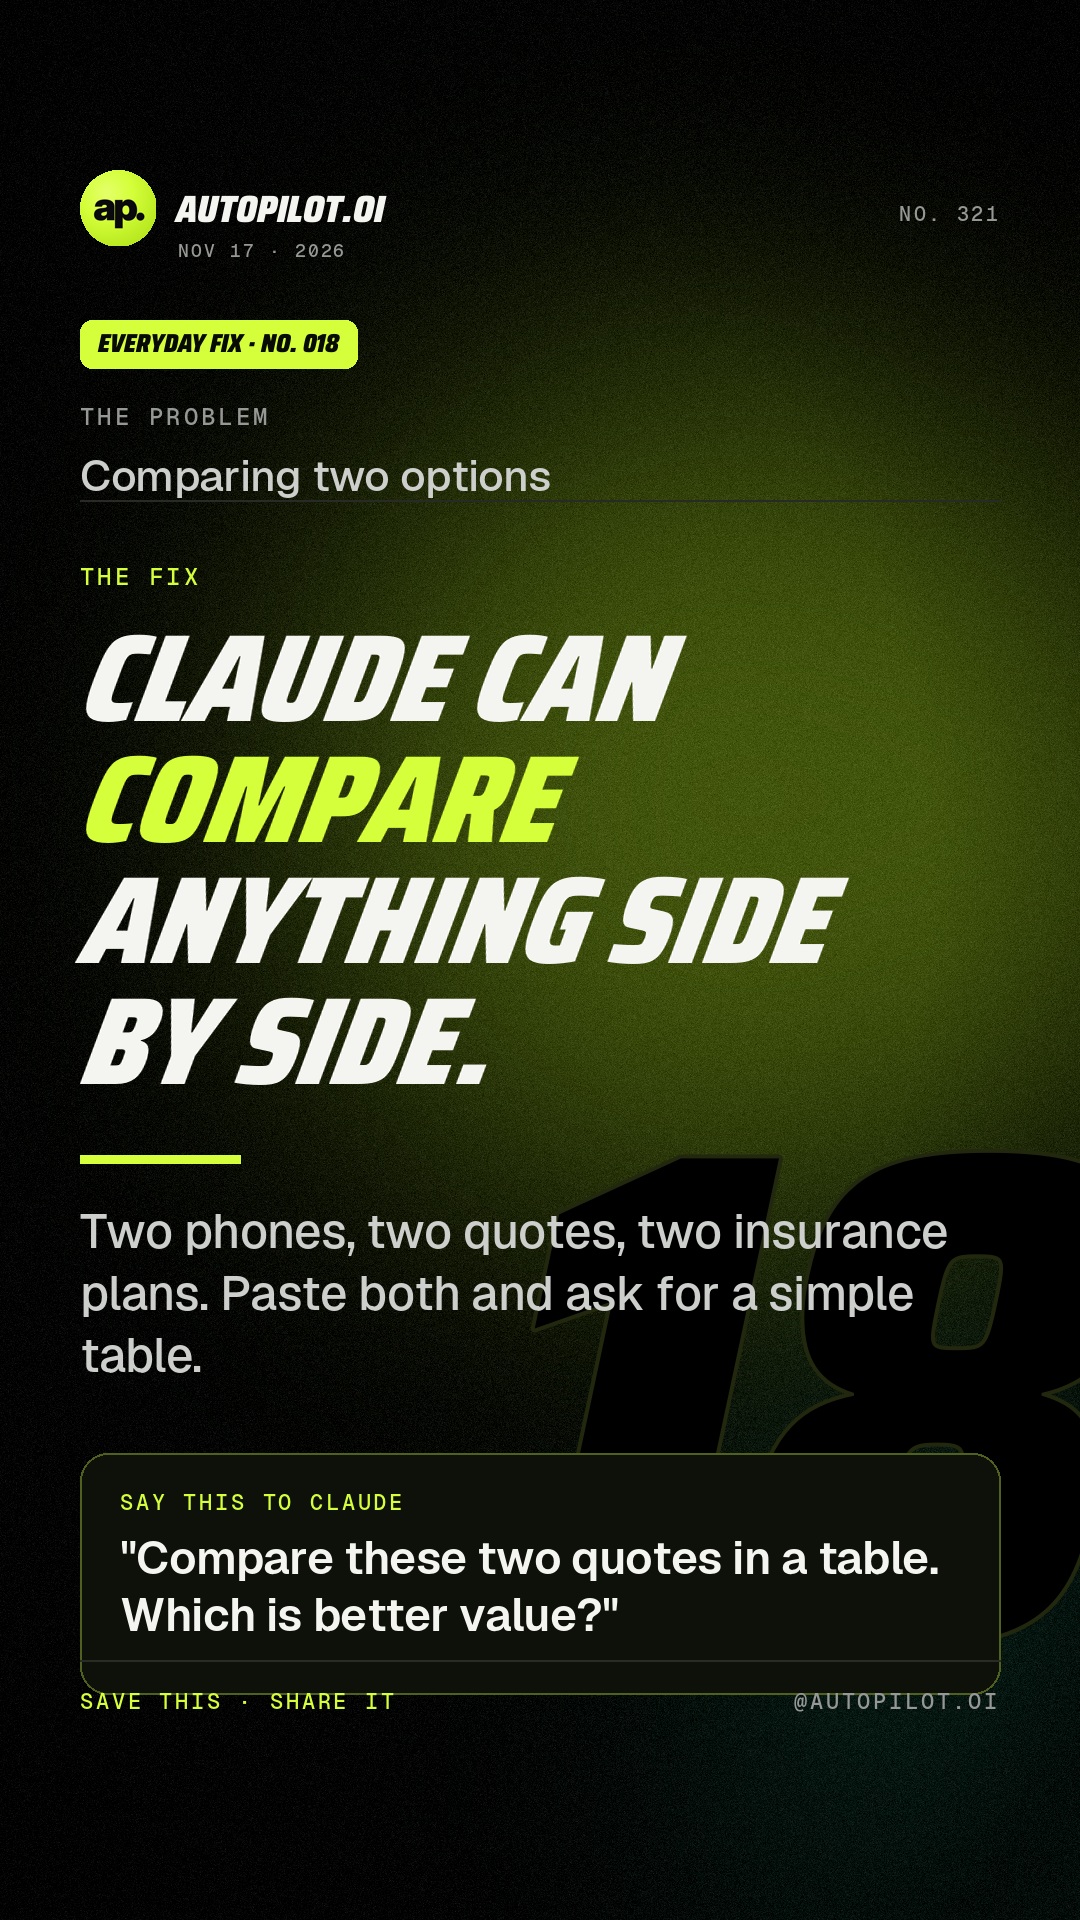 ap.
AUTOPILOT.OI
NO. 321
NOV 17 · 2026
EVERYDAY FIX · NO. 018
THE PROBLEM
Comparing two options
THE FIX
CLAUDE CAN
COMPARE
ANYTHING SIDE
BY SIDE.
18
Two phones, two quotes, two insurance
plans. Paste both and ask for a simple
table.
SAY THIS TO CLAUDE
"Compare these two quotes in a table.
Which is better value?"
SAVE THIS · SHARE IT
@AUTOPILOT.OI